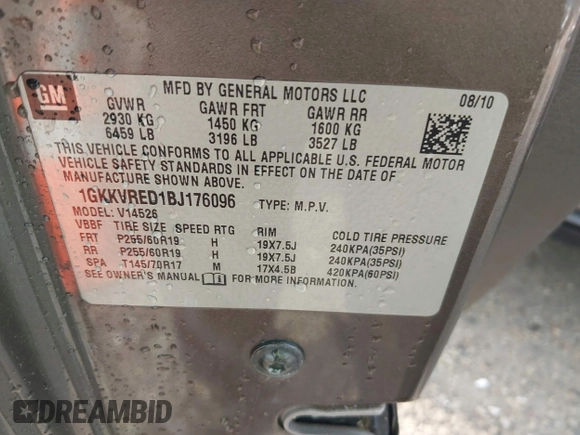 GM
MFD BY GENERAL MOTORS LLC
08/10
GVWR GAWR FRT GAWR RR
2930 KG 1450 KG 1600 KG
6459 LB 3196 LB 3527 LB
THIS VEHICLE CONFORMS TO ALL APPLICABLE U.S. FEDERAL MOTOR
VEHICLE SAFETY STANDARDS IN EFFECT ON THE DATE OF
MANUFACTURE SHOWN ABOVE.
1GKKVRED1BJ176096 TYPE: M.P.V.
MODEL: V14526
VBBF TIRE SIZE SPEED RTG RIM COLD TIRE PRESSURE
FRT P255/60R19 H 19X7.5J 240KPA(35PSI)
RR P255/60R19 H 19X7.5J 240KPA(35PSI)
SPA T145/70R17 M 17X4.5B 420KPA(60PSI)
SEE OWNER'S MANUAL FOR MORE INFORMATION.
DREAMBID